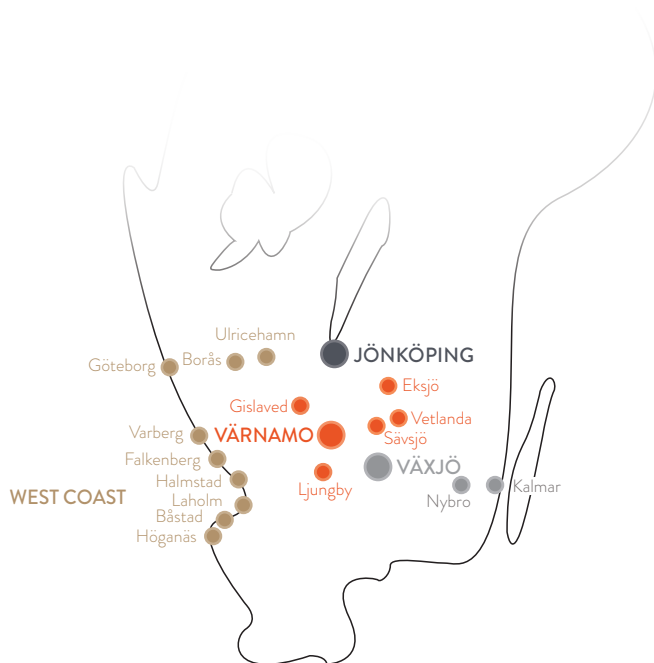 Ulricehamn
Göteborg
Borås
JÖNKÖPING
Eksjö
Gislaved
Vetlanda
Varberg
VÄRNAMO
Sävsjö
Falkenberg
VÄXJÖ
Halmstad
Ljungby
Kalmar
WEST COAST
Laholm
Nybro
Båstad
Höganäs